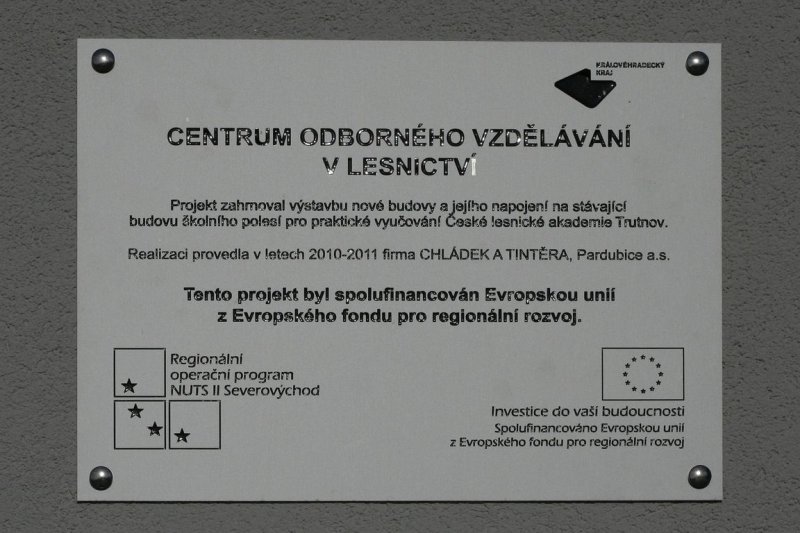 KRÁLOVÉHRADECKÝ
KRAJ
CENTRUM ODBORNÉHO VZDĚLÁVÁNÍ
V LESNICTVÍ
Projekt zahrnoval výstavbu nové budovy a jejího napojení na stávající
budovu školního polesí pro praktické vyučování České lesnické akademie Trutnov.
Realizaci provedla v letech 2010-2011 firma CHLÁDEK A TINTĚRA, Pardubice a.s.
Tento projekt byl spolufinancován Evropskou unií
z Evropského fondu pro regionální rozvoj.
Regionální
operační program
NUTS II Severovýchod
Investice do vaší budoucnosti
Spolufinancováno Evropskou unií
z Evropského fondu pro regionální rozvoj